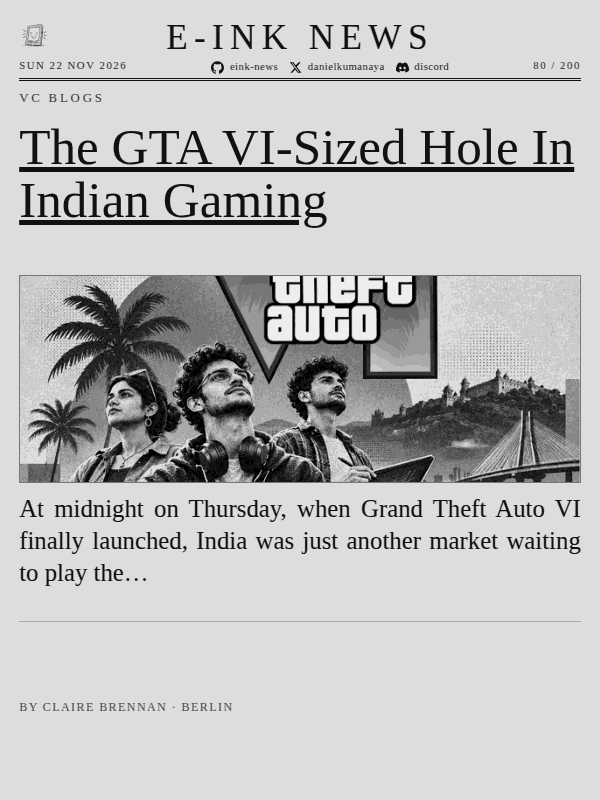 E-INK NEWS
SUN 22 NOV 2026
eink-news
danielkumanaya
discord
80 / 200
VC BLOGS
The GTA VI-Sized Hole In
Indian Gaming
theft
auto
At midnight on Thursday, when Grand Theft Auto VI
finally launched, India was just another market waiting
to play the…
BY CLAIRE BRENNAN · BERLIN